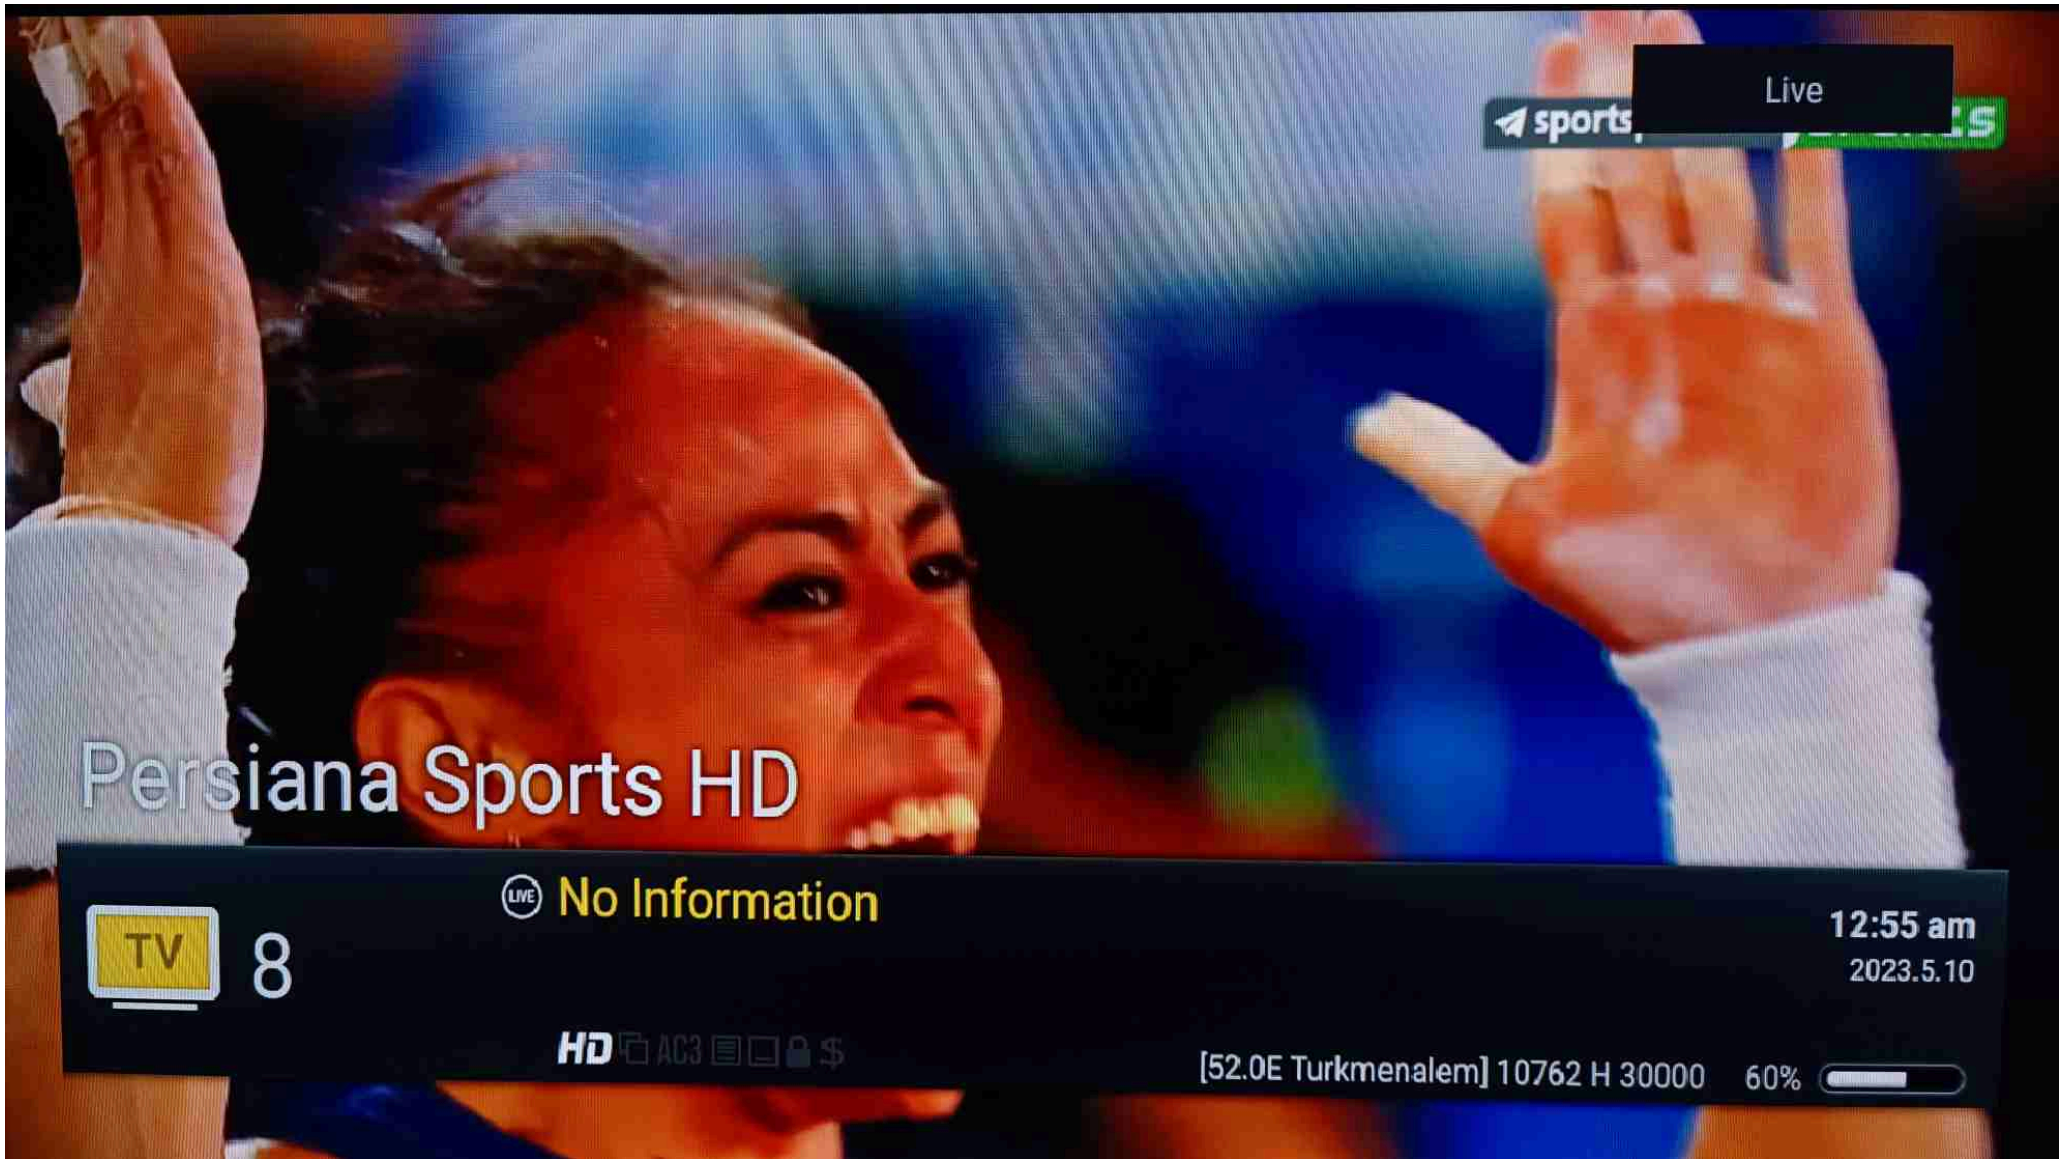 Live
sports
Persiana Sports HD
LIVE No Information
TV 8
12:55 am
2023.5.10
HD AC3 $
[52.0E Turkmenalem] 10762 H 30000 60%